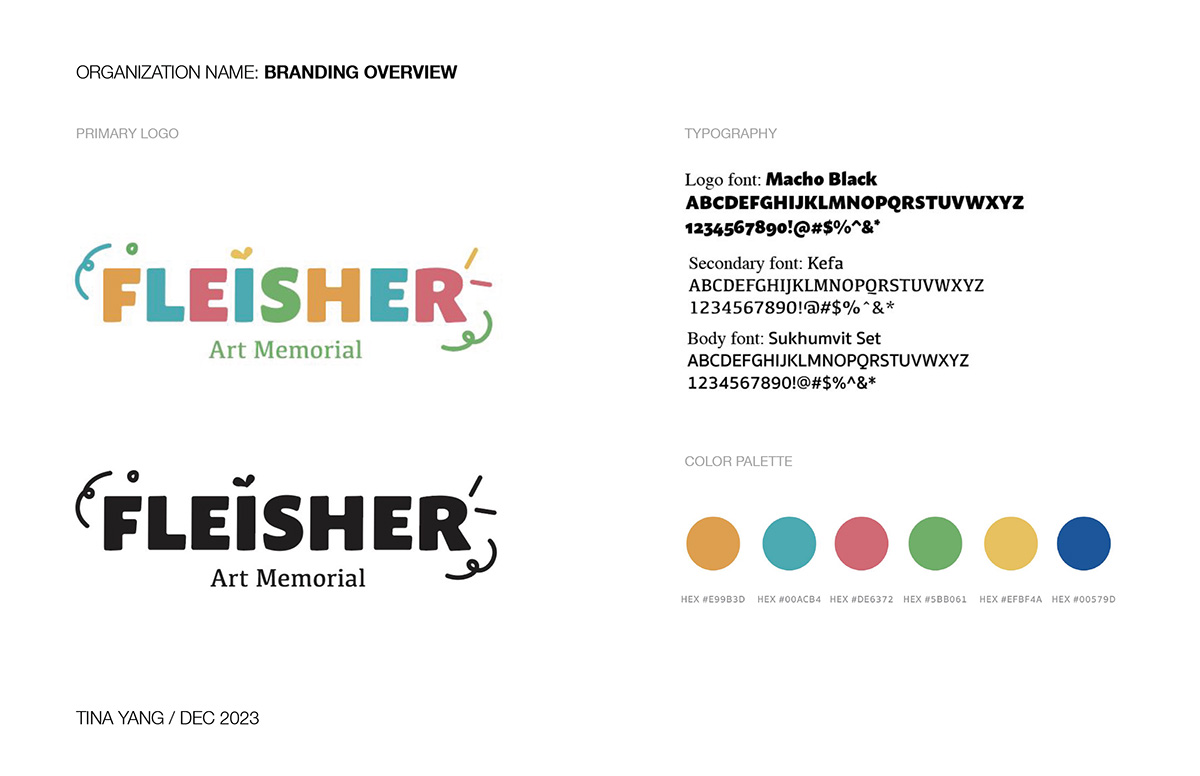 ORGANIZATION NAME: BRANDING OVERVIEW
PRIMARY LOGO
FLEISHER
Art Memorial
FLEISHER
Art Memorial
TYPOGRAPHY
Logo font: Macho Black
ABCDEFGHIJKLMNOPQRSTUVWXYZ
1234567890!@#$%^&*
Secondary font: Kefa
ABCDEFGHIJKLMNOPQRSTUVWXYZ
1234567890!@#$%^&*
Body font: Sukhumvit Set
ABCDEFGHIJKLMNOPQRSTUVWXYZ
1234567890!@#$%^&*
COLOR PALETTE
HEX #E99B3D HEX #00ACB4 HEX #DE6372 HEX #5BB061 HEX #EFBF4A HEX #00579D
TINA YANG / DEC 2023